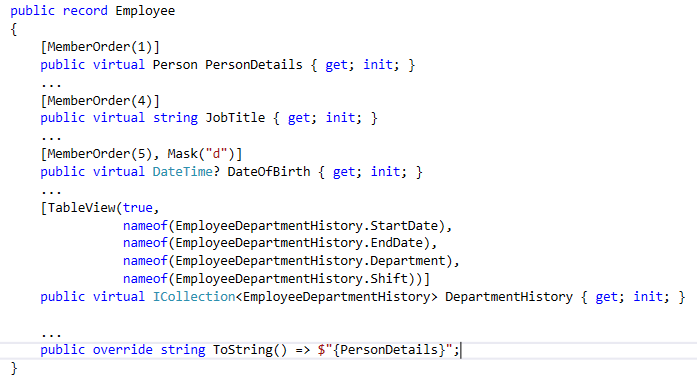 public record Employee
{
[MemberOrder(1)]
public virtual Person PersonDetails { get; init; }
...
[MemberOrder(4)]
public virtual string JobTitle { get; init; }
...
[MemberOrder(5), Mask("d")]
public virtual DateTime? DateOfBirth { get; init; }
...
[TableView(true,
nameof(EmployeeDepartmentHistory.StartDate),
nameof(EmployeeDepartmentHistory.EndDate),
nameof(EmployeeDepartmentHistory.Department),
nameof(EmployeeDepartmentHistory.Shift))]
public virtual ICollection<EmployeeDepartmentHistory> DepartmentHistory { get; init; }
...
public override string ToString() => $"{PersonDetails}";
}